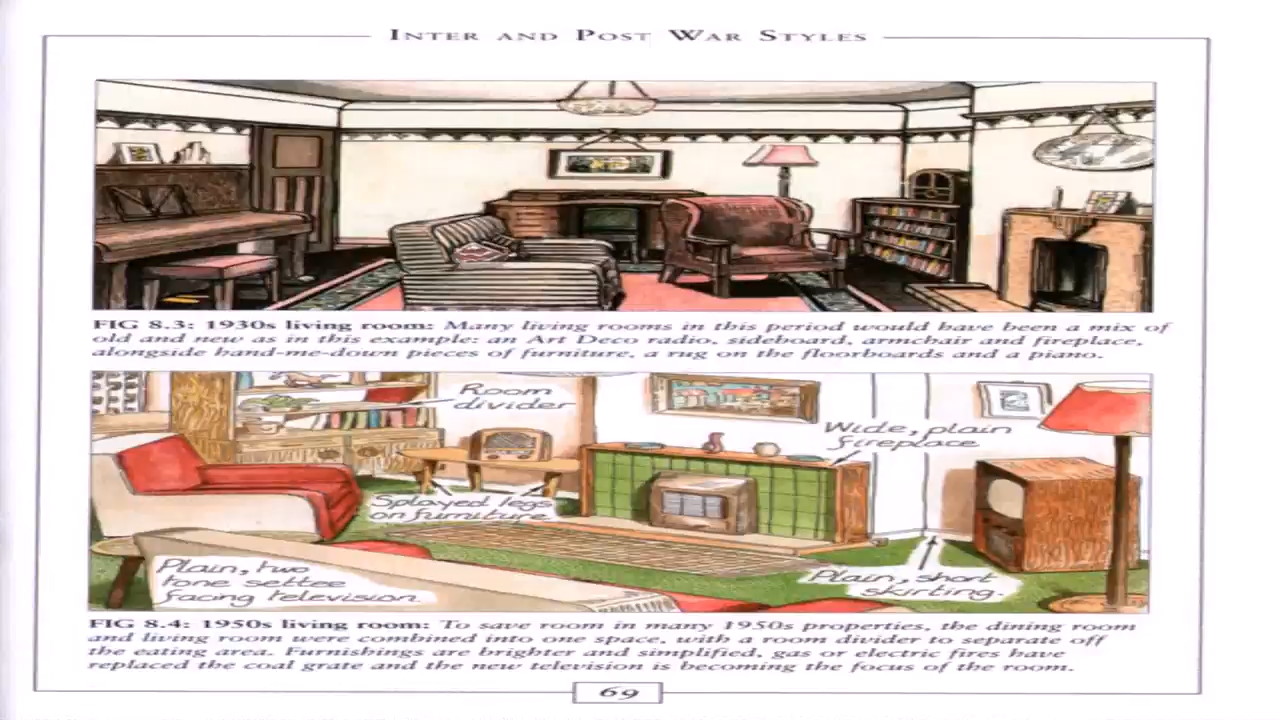 INTER AND POST WAR STYLES
FIG 8.3: 1930s living room: Many living rooms in this period would have been a mix of
old and new as in this example: an Art Deco radio, sideboard, armchair and fireplace,
alongside hand-me-down pieces of furniture, a rug on the floorboards and a piano.
Room
divider
Wide, plain
fireplace
Splayed legs
on furniture
Plain, two
tone settee
facing television
Plain, short
skirting.
FIG 8.4: 1950s living room: To save room in many 1950s properties, the dining room
and living room were combined into one space, with a room divider to separate off
the eating area. Furnishings are brighter and simplified, gas or electric fires have
replaced the coal grate and the new television is becoming the focus of the room.
69